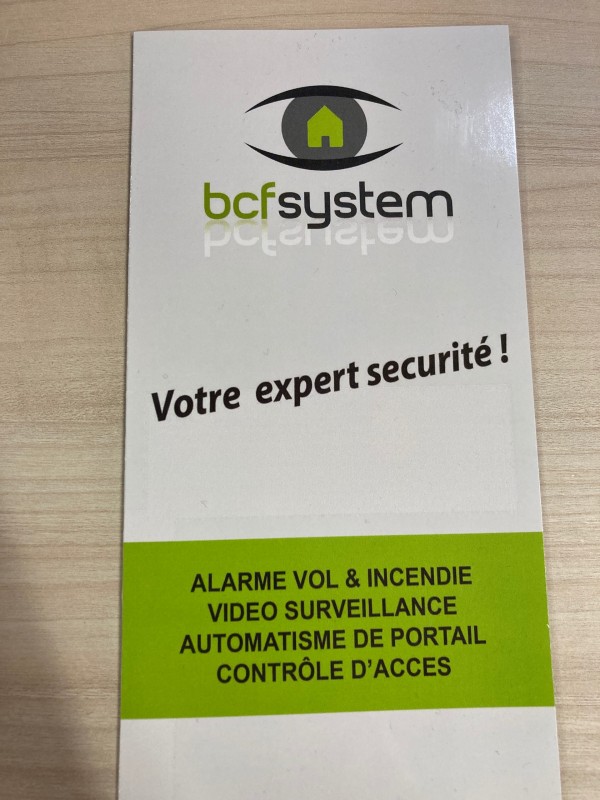 bcfsystem
Votre expert securité !
ALARME VOL & INCENDIE
VIDEO SURVEILLANCE
AUTOMATISME DE PORTAIL
CONTRÔLE D'ACCES